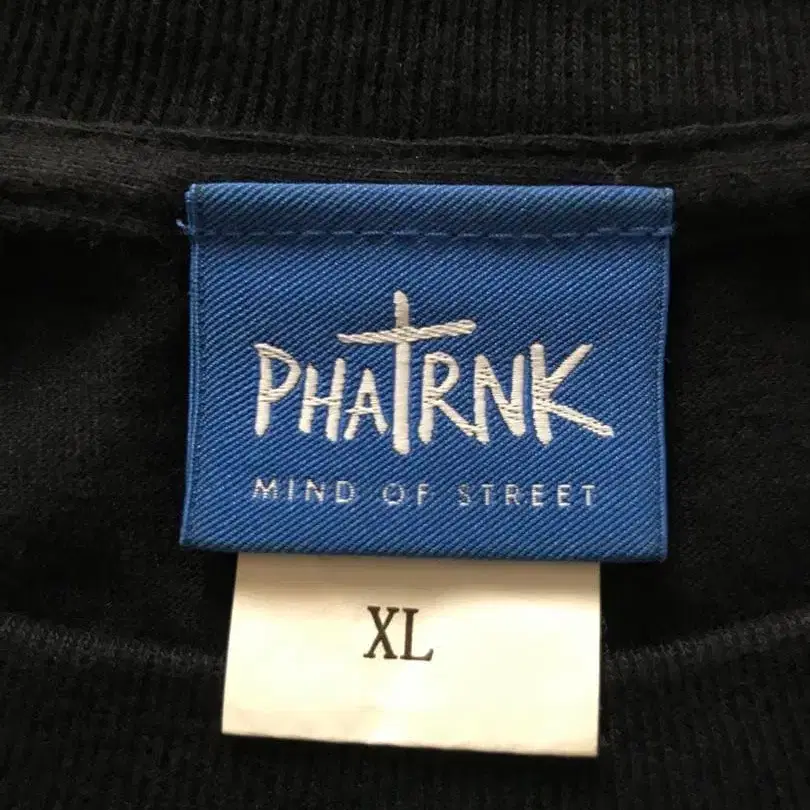 PHATRNK
MIND OF STREET
XL